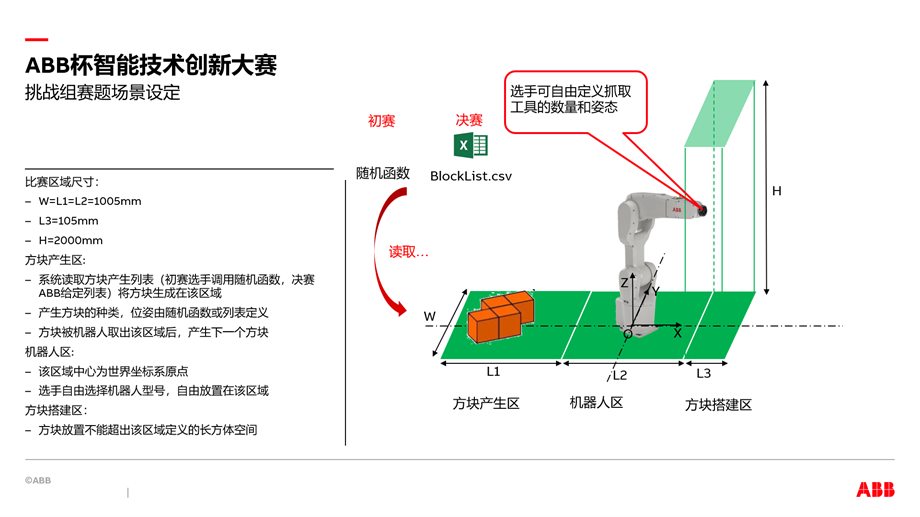 ABB杯智能技术创新大赛
挑战组赛题场景设定
比赛区域尺寸:
– W=L1=L2=1005mm
– L3=105mm
– H=2000mm
方块产生区:
– 系统读取方块产生列表（初赛选手调用随机函数，决赛
ABB给定列表）将方块生成在该区域
– 产生方块的种类，位姿由随机函数或列表定义
– 方块被机器人取出该区域后，产生下一个方块
机器人区:
– 该区域中心为世界坐标系原点
– 选手自由选择机器人型号，自由放置在该区域
方块搭建区：
– 方块放置不能超出该区域定义的长方体空间
初赛
决赛
X
随机函数
BlockList.csv
读取…
选手可自由定义抓取
工具的数量和姿态
ABB
H
Z
Y
W
O
X
L1
L2
L3
方块产生区
机器人区
方块搭建区
©ABB
|
ABB